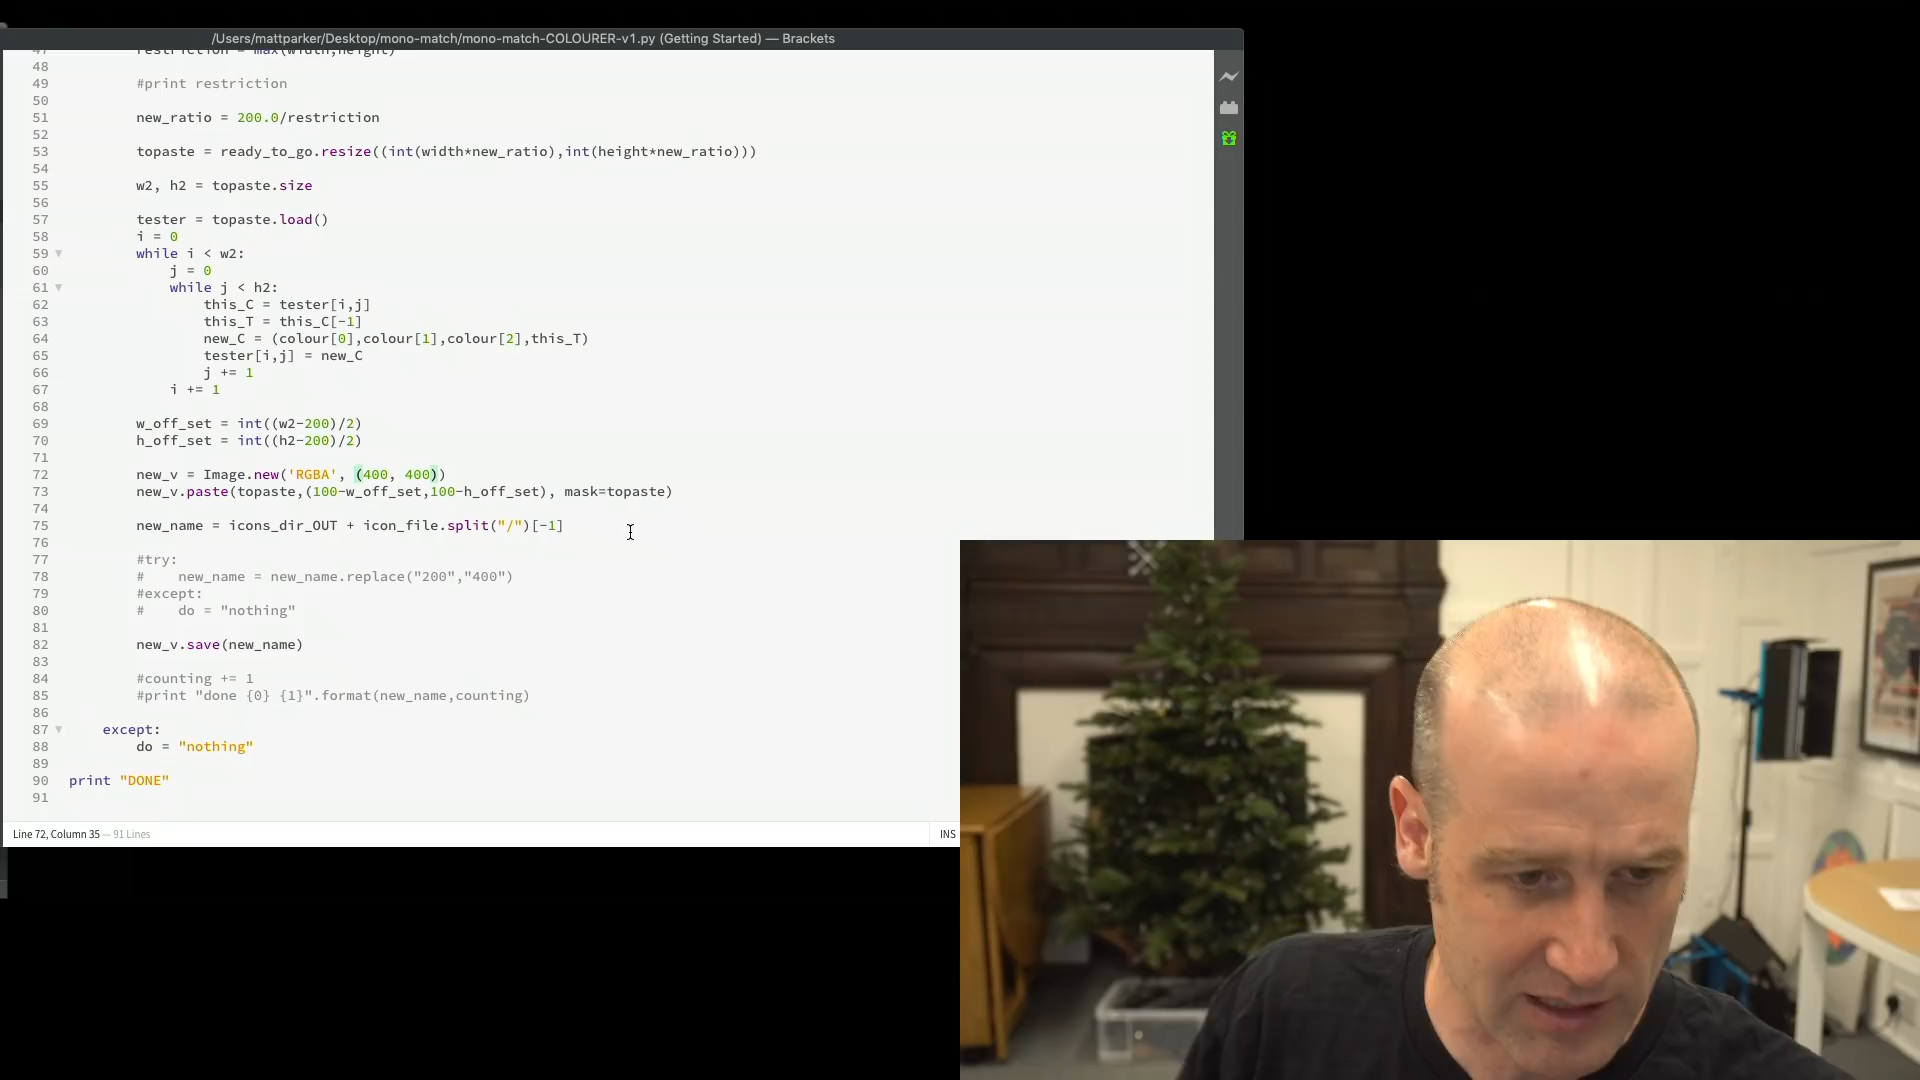 /Users/mattparker/Desktop/mono-match/mono-match-COLOURER-v1.py (Getting Started) — Brackets
47 restriction = max(width,height)
48
49 #print restriction
50
51 new_ratio = 200.0/restriction
52
53 topaste = ready_to_go.resize((int(width*new_ratio),int(height*new_ratio)))
54
55 w2, h2 = topaste.size
56
57 tester = topaste.load()
58 i = 0
59 while i < w2:
60 j = 0
61 while j < h2:
62 this_C = tester[i,j]
63 this_T = this_C[-1]
64 new_C = (colour[0],colour[1],colour[2],this_T)
65 tester[i,j] = new_C
66 j += 1
67 i += 1
68
69 w_off_set = int((w2-200)/2)
70 h_off_set = int((h2-200)/2)
71
72 new_v = Image.new('RGBA', (400, 400))
73 new_v.paste(topaste,(100-w_off_set,100-h_off_set), mask=topaste)
74
75 new_name = icons_dir_OUT + icon_file.split("/")[-1]
76
77 #try:
78 #    new_name = new_name.replace("200","400")
79 #except:
80 #    do = "nothing"
81
82 new_v.save(new_name)
83
84 #counting += 1
85 #print "done {0} {1}".format(new_name,counting)
86
87 except:
88 do = "nothing"
89
90 print "DONE"
91
Line 72, Column 35 — 91 Lines INS